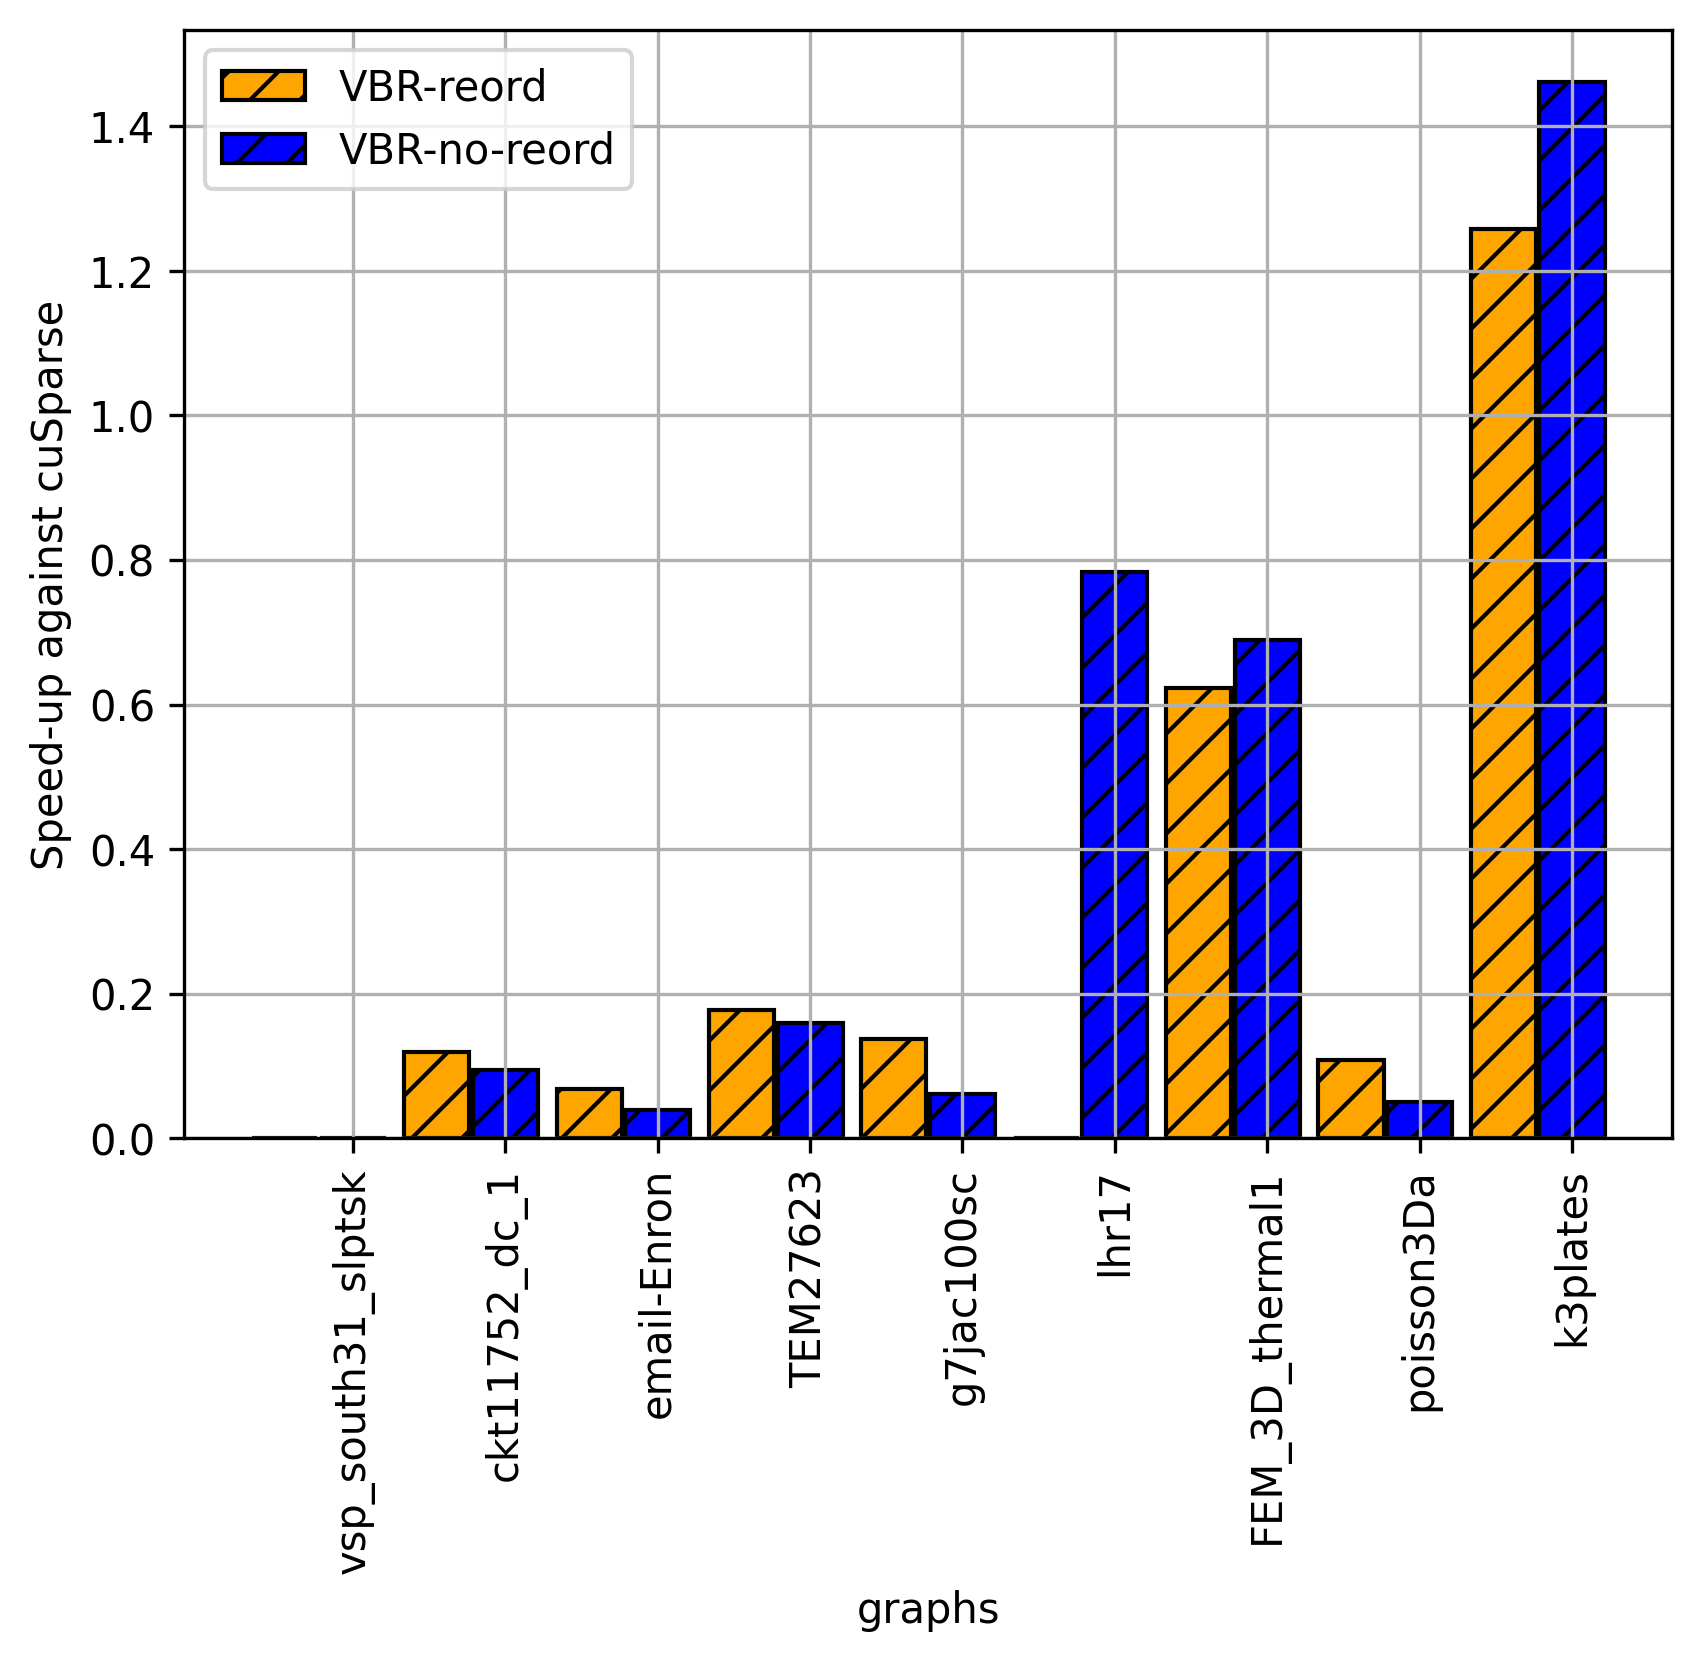 VBR-reord
VBR-no-reord
Speed-up against cuSparse
1.4
1.2
1.0
0.8
0.6
0.4
0.2
0.0
vsp_south31_slptsk
ckt11752_dc_1
email-Enron
TEM27623
g7jac100sc
lhr17
FEM_3D_thermal1
poisson3Da
k3plates
graphs